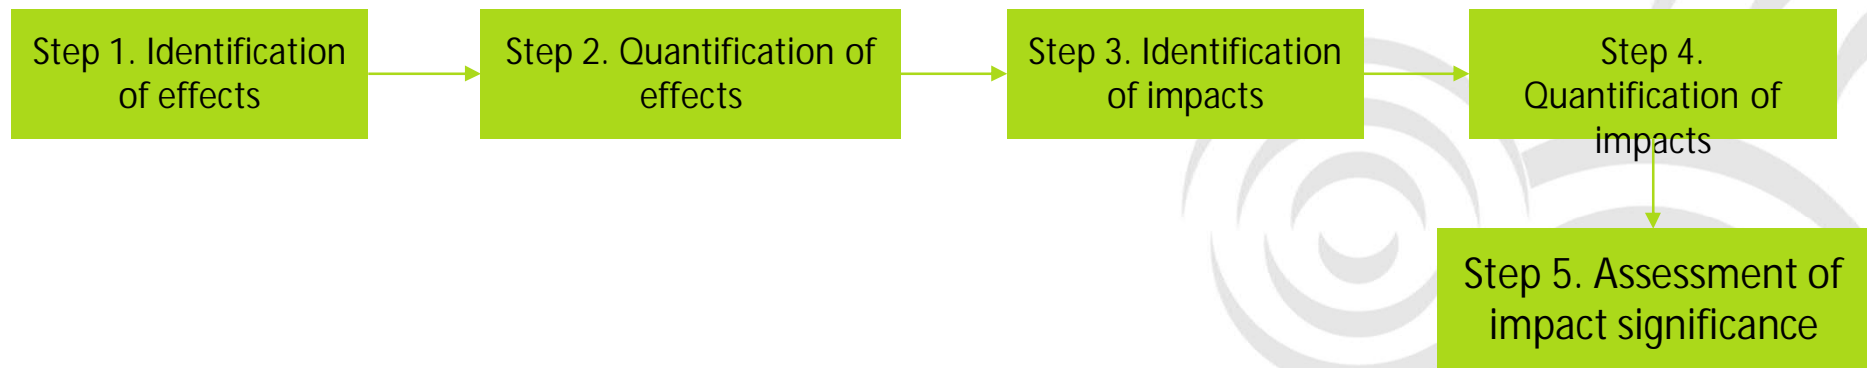 Step 1. Identification
of effects
Step 2. Quantification of
effects
Step 3. Identification
of impacts
Step 4.
Quantification of
impacts
Step 5. Assessment of
impact significance